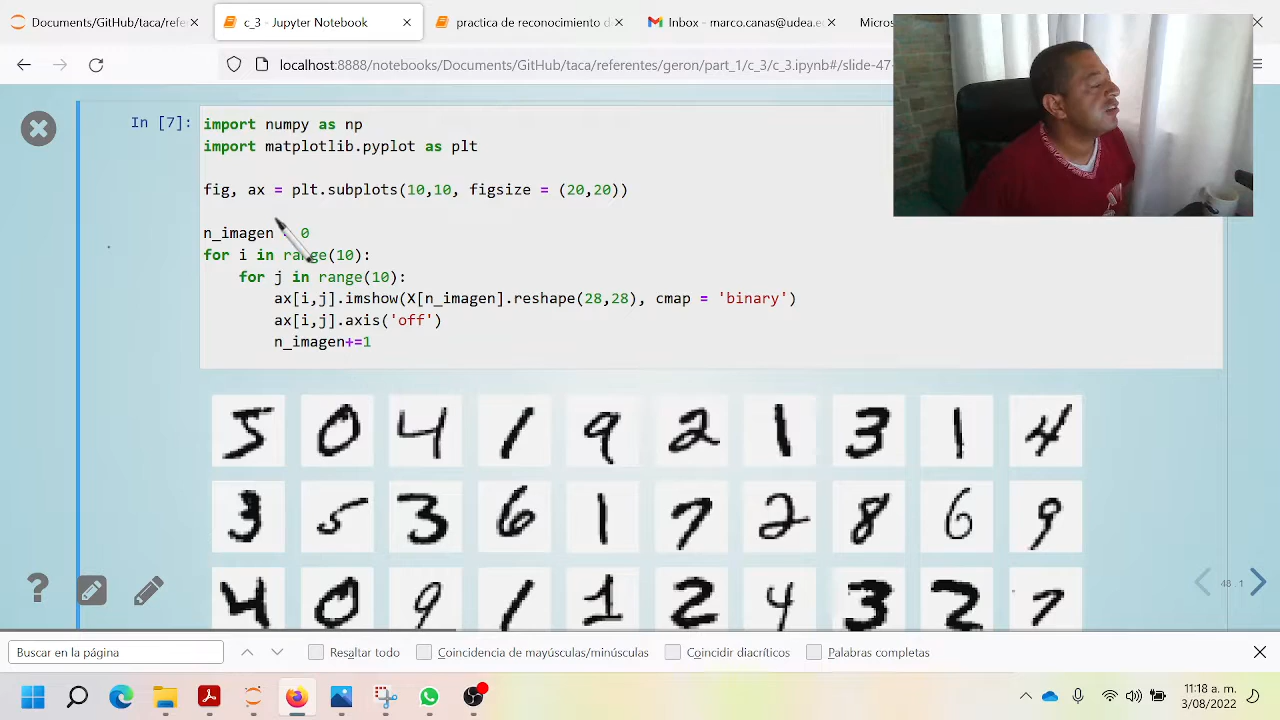 Documents/GitHub/taca/refere
c_3 - Jupyter Notebook
practica de reconocimiento d
Inbox - marco.canas@udea.e
Micros
localhost:8888/notebooks/Documents/GitHub/taca/referentes/geron/part_1/c_3/c_3.ipynb#/slide-47
In [7]:
import numpy as np
import matplotlib.pyplot as plt
fig, ax = plt.subplots(10,10, figsize = (20,20))
n_imagen = 0
for i in range(10):
for j in range(10):
ax[i,j].imshow(X[n_imagen].reshape(28,28), cmap = 'binary')
ax[i,j].axis('off')
n_imagen+=1
5 0 4 1 9 2 1 3 1 4
3 5 3 6 1 7 2 8 6 9
4 0 9 1 1 2 4 3 2 7
?
48 . 1
Buscar en la página
Resaltar todo
Coincidencia de mayúsculas/minúsculas
Coincidir diacríticos
Palabras completas
11:18 a. m.
3/08/2022